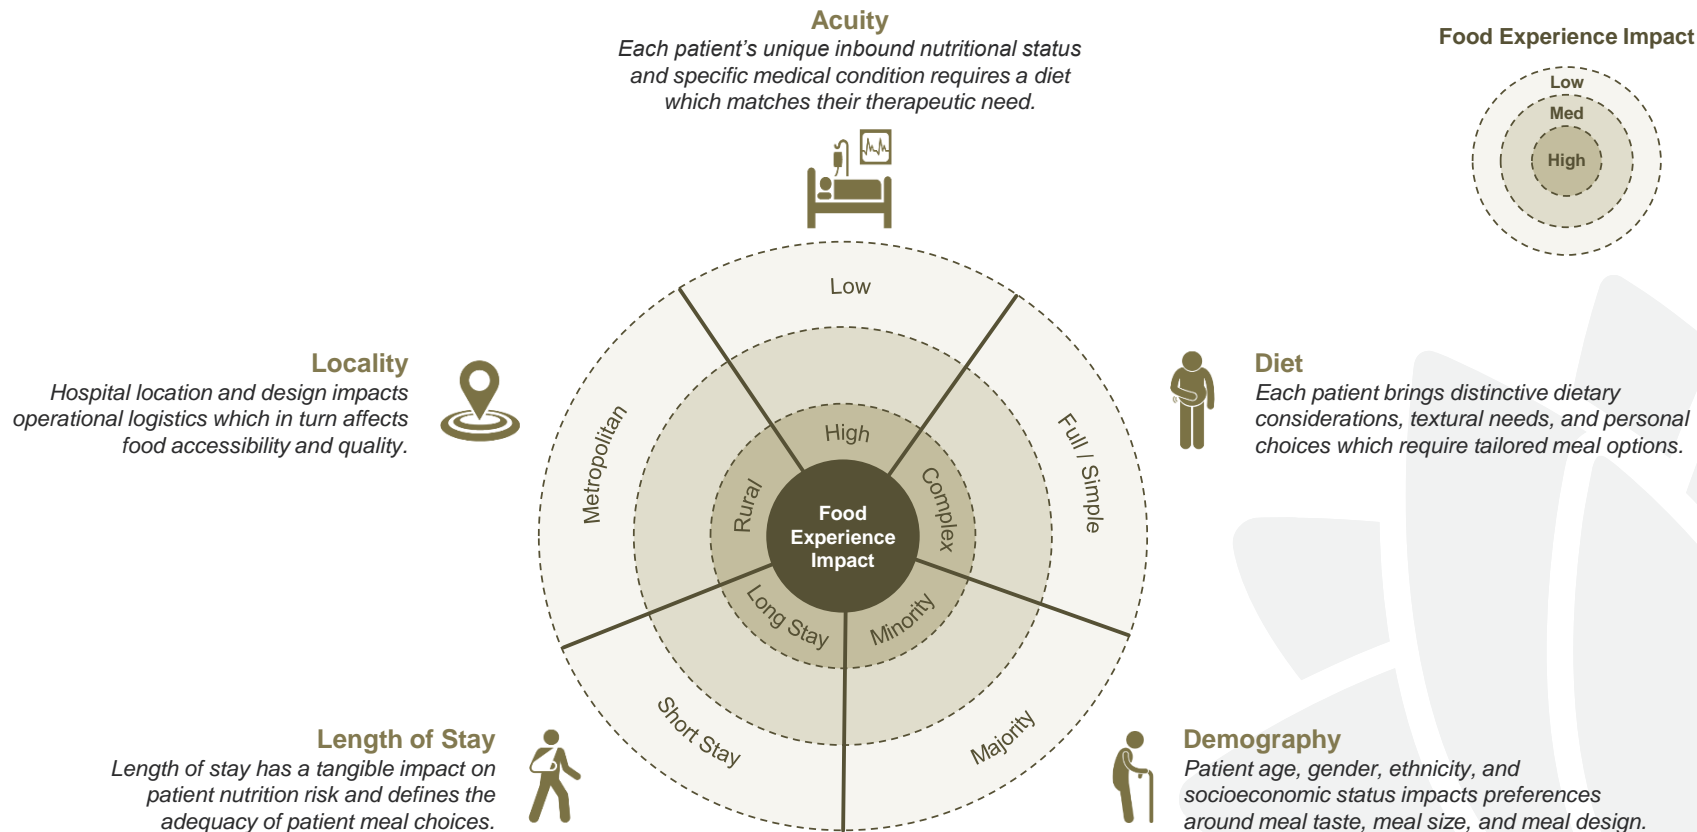 Acuity
Each patient's unique inbound nutritional status
and specific medical condition requires a diet
which matches their therapeutic need.
Food Experience Impact
Low
Med
High
Locality
Hospital location and design impacts
operational logistics which in turn affects
food accessibility and quality.
Diet
Each patient brings distinctive dietary
considerations, textural needs, and personal
choices which require tailored meal options.
Low
High
Metropolitan
Rural
Full / Simple
Complex
Food
Experience
Impact
Long Stay
Minority
Short Stay
Majority
Length of Stay
Length of stay has a tangible impact on
patient nutrition risk and defines the
adequacy of patient meal choices.
Demography
Patient age, gender, ethnicity, and
socioeconomic status impacts preferences
around meal taste, meal size, and meal design.